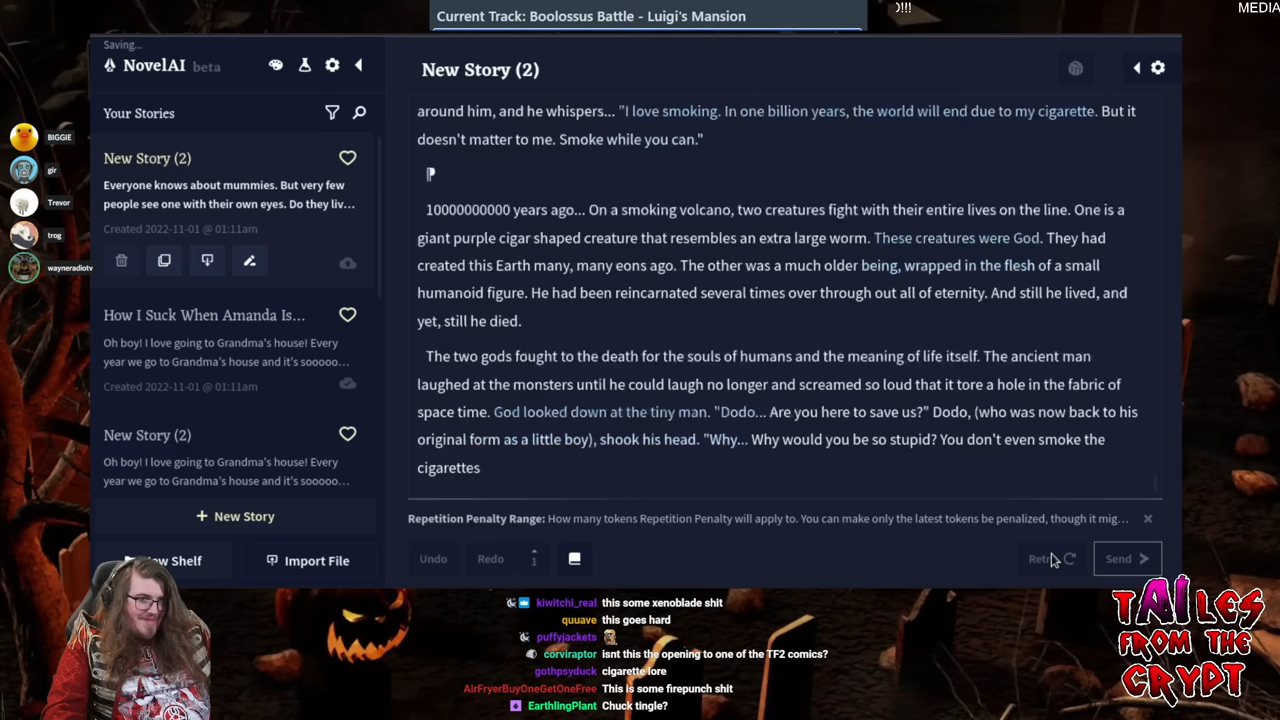 Current Track: Boolossus Battle - Luigi's Mansion
)!!!
MEDIA
Saving...
NovelAI beta
Your Stories
New Story (2)
Everyone knows about mummies. But very few
people see one with their own eyes. Do they liv...
Created 2022-11-01 @ 01:11am
How I Suck When Amanda Is...
Oh boy! I love going to Grandma's house! Every
year we go to Grandma's house and it's sooooo...
Created 2022-11-01 @ 01:11am
New Story (2)
Oh boy! I love going to Grandma's house! Every
year we go to Grandma's house and it's sooooo...
+ New Story
New Shelf
Import File
BIGGIE
gir
Trevor
trog
wayneradiotv
New Story (2)
around him, and he whispers... "I love smoking. In one billion years, the world will end due to my cigarette. But it
doesn't matter to me. Smoke while you can."
⁋
10000000000 years ago... On a smoking volcano, two creatures fight with their entire lives on the line. One is a
giant purple cigar shaped creature that resembles an extra large worm. These creatures were God. They had
created this Earth many, many eons ago. The other was a much older being, wrapped in the flesh of a small
humanoid figure. He had been reincarnated several times over through out all of eternity. And still he lived, and
yet, still he died.
The two gods fought to the death for the souls of humans and the meaning of life itself. The ancient man
laughed at the monsters until he could laugh no longer and screamed so loud that it tore a hole in the fabric of
space time. God looked down at the tiny man. "Dodo... Are you here to save us?" Dodo, (who was now back to his
original form as a little boy), shook his head. "Why... Why would you be so stupid? You don't even smoke the
cigarettes
Repetition Penalty Range: How many tokens Repetition Penalty will apply to. You can make only the latest tokens be penalized, though it mig...
Undo
Redo
1
Retry
Send
kiwitchi_real this some xenoblade shit
quuave this goes hard
puffyjackets
corviraptor isnt this the opening to one of the TF2 comics?
gothpsyduck cigarette lore
AirFryerBuyOneGetOneFree This is some firepunch shit
EarthlingPlant Chuck tingle?
TAILES
FROM THE
CRYPT